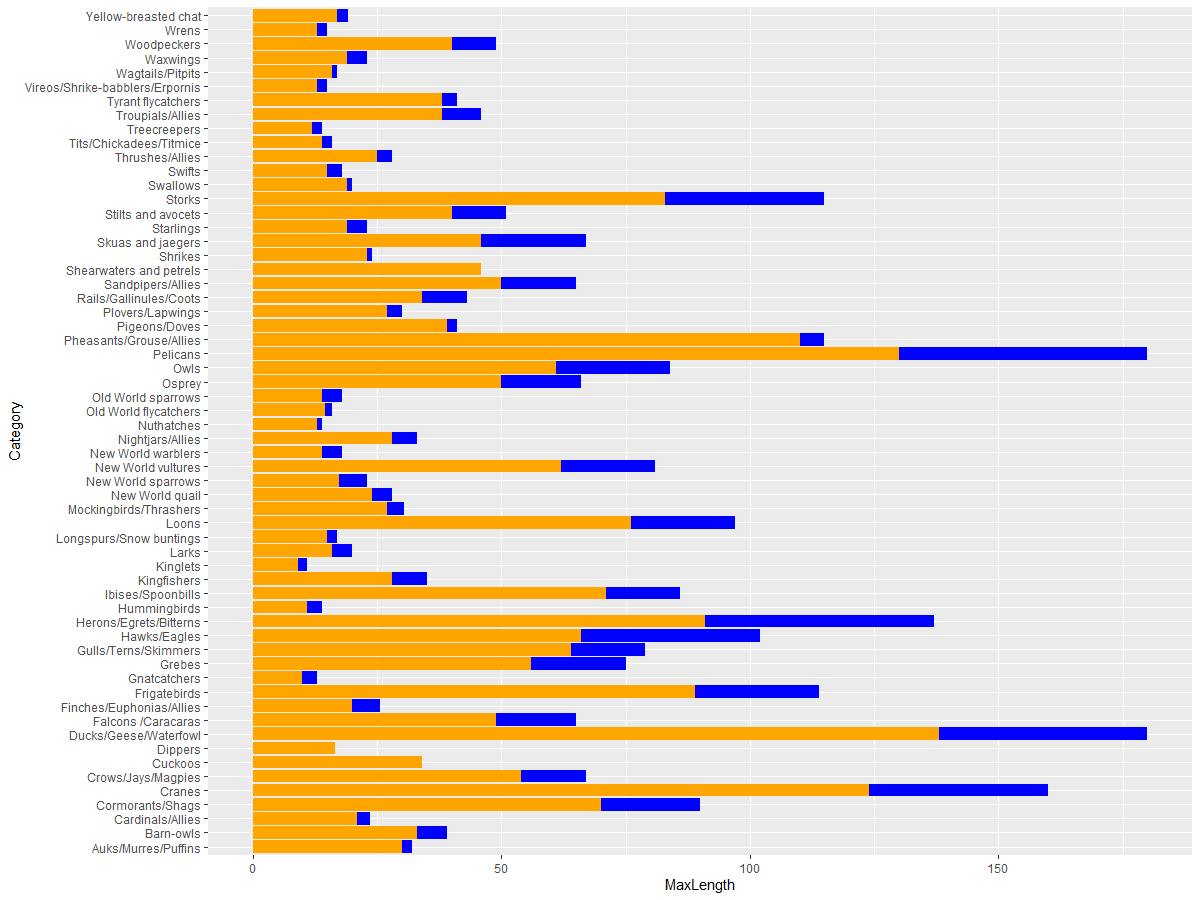 Yellow-breasted chat
Wrens
Woodpeckers
Waxwings
Wagtails/Pitpits
Vireos/Shrike-babblers/Erpornis
Tyrant flycatchers
Troupials/Allies
Treecreepers
Tits/Chickadees/Titmice
Thrushes/Allies
Swifts
Swallows
Storks
Stilts and avocets
Starlings
Skuas and jaegers
Shrikes
Shearwaters and petrels
Sandpipers/Allies
Rails/Gallinules/Coots
Plovers/Lapwings
Pigeons/Doves
Pheasants/Grouse/Allies
Pelicans
Owls
Osprey
Old World sparrows
Old World flycatchers
Nuthatches
Nightjars/Allies
New World warblers
New World vultures
New World sparrows
New World quail
Mockingbirds/Thrashers
Loons
Longspurs/Snow buntings
Larks
Kinglets
Kingfishers
Ibises/Spoonbills
Hummingbirds
Herons/Egrets/Bitterns
Hawks/Eagles
Gulls/Terns/Skimmers
Grebes
Gnatcatchers
Frigatebirds
Finches/Euphonias/Allies
Falcons /Caracaras
Ducks/Geese/Waterfowl
Dippers
Cuckoos
Crows/Jays/Magpies
Cranes
Cormorants/Shags
Cardinals/Allies
Barn-owls
Auks/Murres/Puffins
Category
0 50 100 150
MaxLength